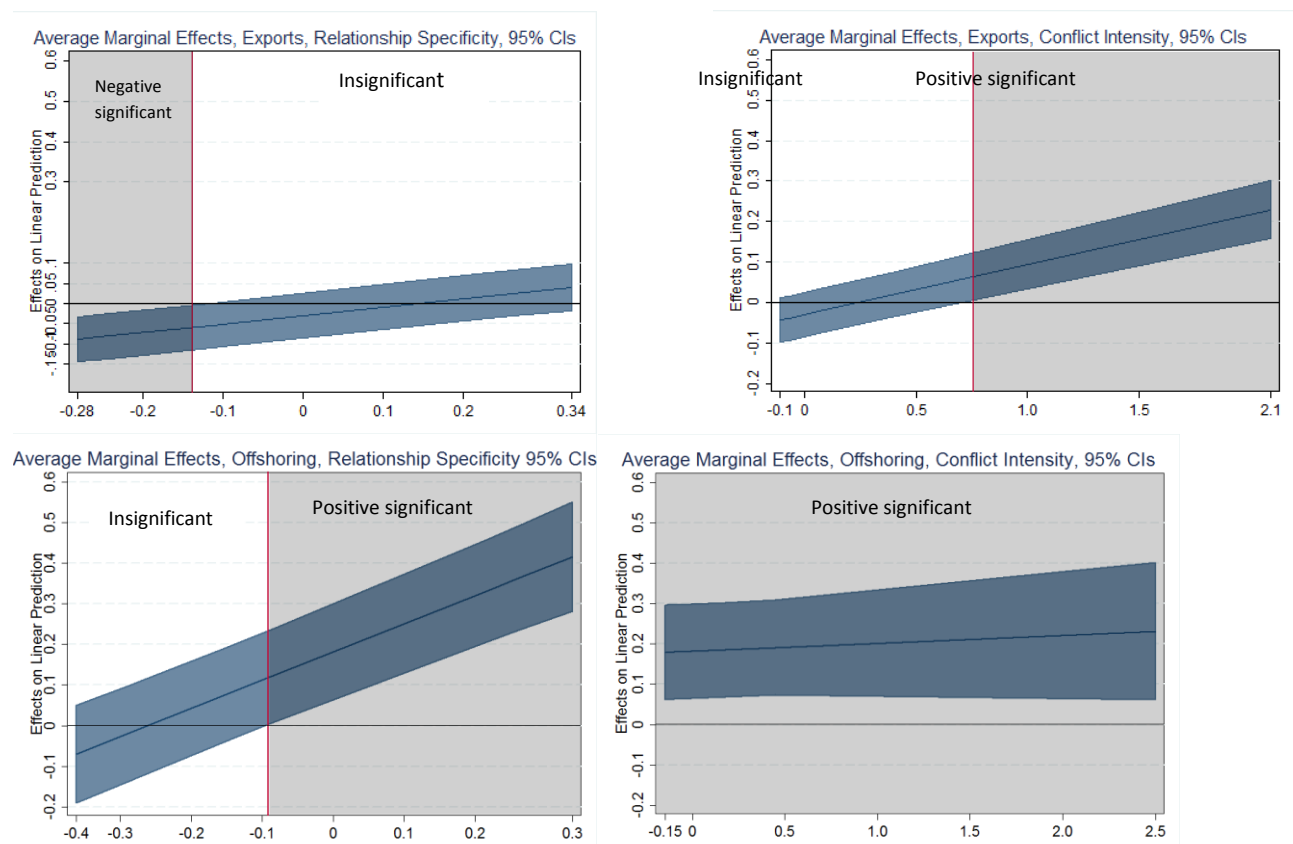 Average Marginal Effects, Exports, Relationship Specificity, 95% CIs
Negative
significant
Insignificant
Effects on Linear Prediction
0.6
0.5
0.4
0.3
.1
.05
0
-.15
-0.28 -0.2 -0.1 0 0.1 0.2 0.34
Average Marginal Effects, Exports, Conflict Intensity, 95% CIs
Insignificant
Positive significant
Effects on Linear Prediction
0.6
0.5
0.4
0.3
0.2
0.1
0
-0.1
-0.2
-0.1 0 0.5 1.0 1.5 2.1
Average Marginal Effects, Offshoring, Relationship Specificity 95% CIs
Insignificant
Positive significant
Effects on Linear Prediction
0.6
0.5
0.4
0.3
0.2
0.1
0
-0.1
-0.2
-0.4 -0.3 -0.1 0 0.1 0.2 0.3
Average Marginal Effects, Offshoring, Conflict Intensity, 95% CIs
Positive significant
Effects on Linear Prediction
0.6
0.5
0.4
0.3
0.2
0.1
0
-0.1
-0.2
-0.15 0 0.5 1.0 1.5 2.0 2.5